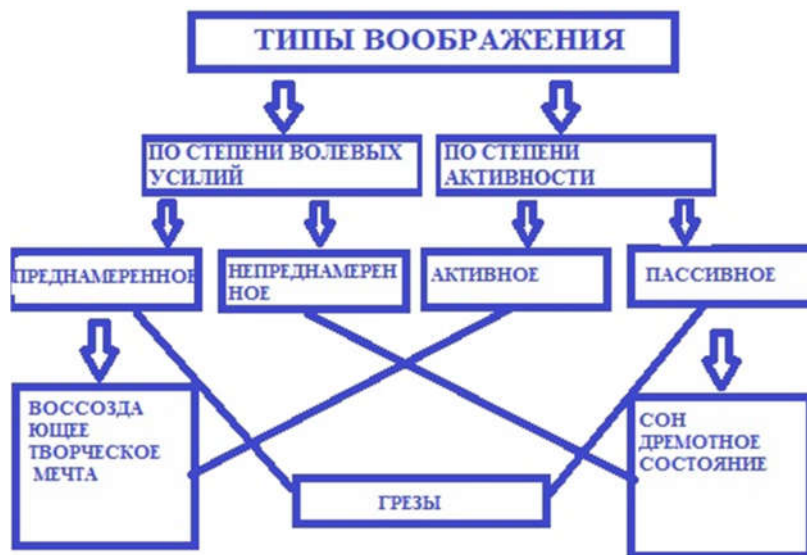 ТИПЫ ВООБРАЖЕНИЯ
ПО СТЕПЕНИ ВОЛЕВЫХ
УСИЛИЙ
ПО СТЕПЕНИ
АКТИВНОСТИ
ПРЕДНАМЕРЕННОЕ
НЕПРЕДНАМЕРЕН
НОЕ
АКТИВНОЕ
ПАССИВНОЕ
ВОССОЗДА
ЮЩЕЕ
ТВОРЧЕСКОЕ
МЕЧТА
ГРЕЗЫ
СОН
ДРЕМОТНОЕ
СОСТОЯНИЕ